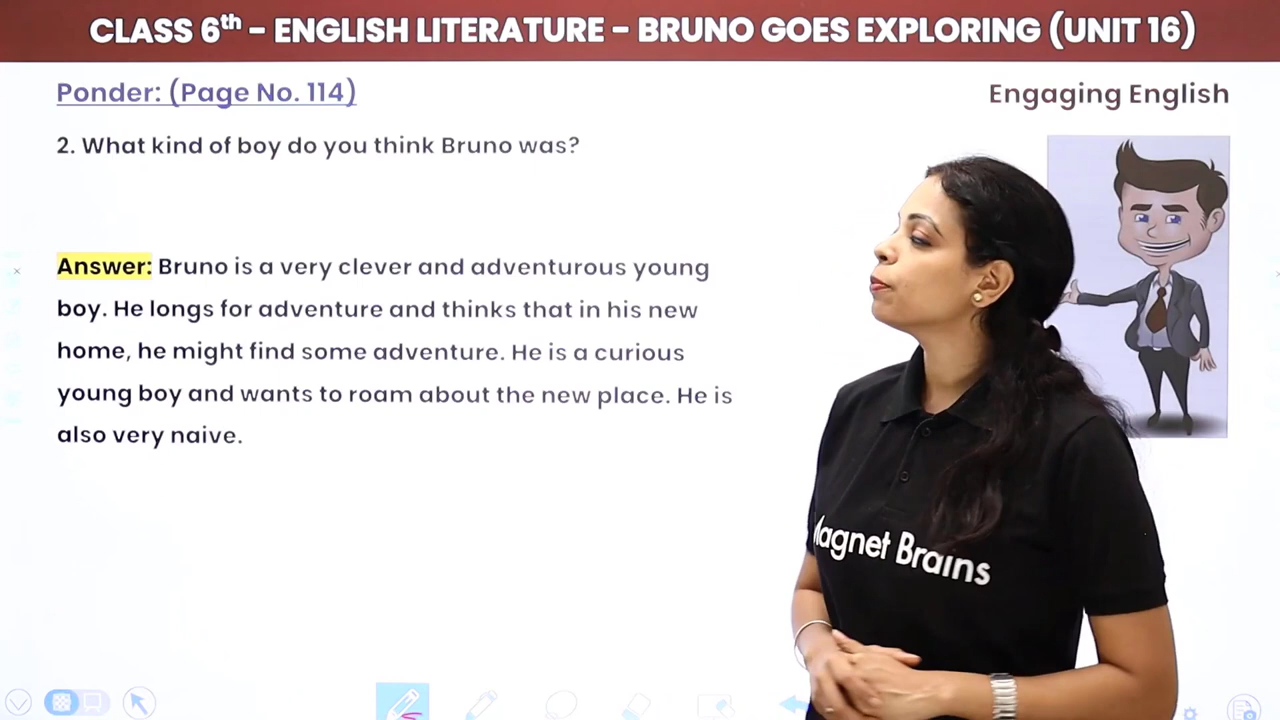 CLASS 6th – ENGLISH LITERATURE – BRUNO GOES EXPLORING (UNIT 16)
Ponder: (Page No. 114)
Engaging English
2. What kind of boy do you think Bruno was?
Answer: Bruno is a very clever and adventurous young
boy. He longs for adventure and thinks that in his new
home, he might find some adventure. He is a curious
young boy and wants to roam about the new place. He is
also very naive.
Magnet Brains